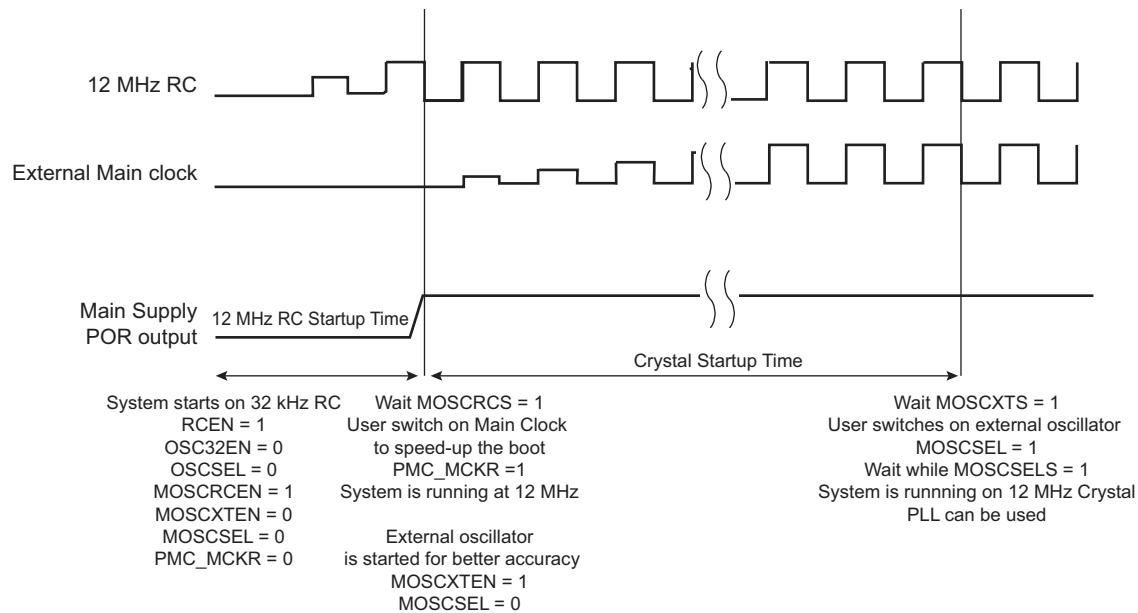 12 MHz RC
External Main clock
Main Supply
POR output
12 MHz RC Startup Time
Crystal Startup Time
System starts on 32 kHz RC
RCEN = 1
OSC32EN = 0
OSCSEL = 0
MOSCRCEN = 1
MOSCXTEN = 0
MOSCSEL = 0
PMC_MCKR = 0
Wait MOSCRCS = 1
User switch on Main Clock
to speed-up the boot
PMC_MCKR =1
System is running at 12 MHz
External oscillator
is started for better accuracy
MOSCXTEN = 1
MOSCSEL = 0
Wait MOSCXTS = 1
User switches on external oscillator
MOSCSEL = 1
Wait while MOSCSELS = 1
System is runnning on 12 MHz Crystal
PLL can be used